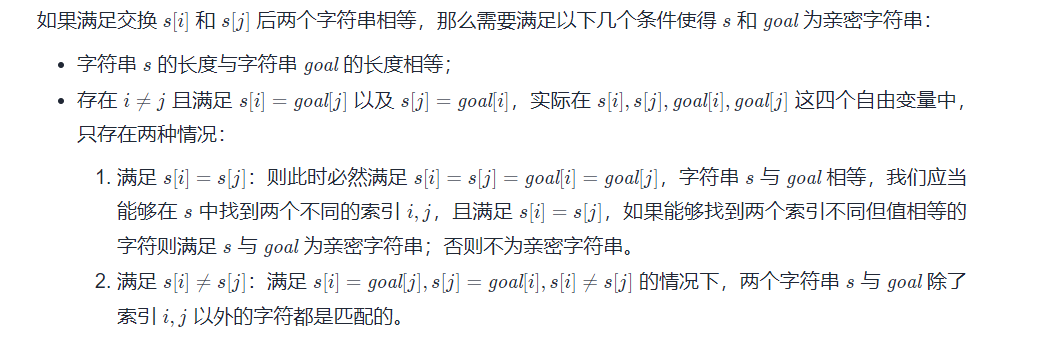 如果满足交换 s[i] 和 s[j] 后两个字符串相等，那么需要满足以下几个条件使得 s 和 goal 为亲密字符串：
• 字符串 s 的长度与字符串 goal 的长度相等；
• 存在 i ≠ j 且满足 s[i] = goal[j] 以及 s[j] = goal[i]，实际在 s[i], s[j], goal[i], goal[j] 这四个自由变量中，
只存在两种情况：
1. 满足 s[i] = s[j]：则此时必然满足 s[i] = s[j] = goal[i] = goal[j]，字符串 s 与 goal 相等，我们应当
能够在 s 中找到两个不同的索引 i, j，且满足 s[i] = s[j]，如果能够找到两个索引不同但值相等的
字符则满足 s 与 goal 为亲密字符串；否则不为亲密字符串。
2. 满足 s[i] ≠ s[j]：满足 s[i] = goal[j], s[j] = goal[i], s[i] ≠ s[j] 的情况下，两个字符串 s 与 goal 除了
索引 i, j 以外的字符都是匹配的。